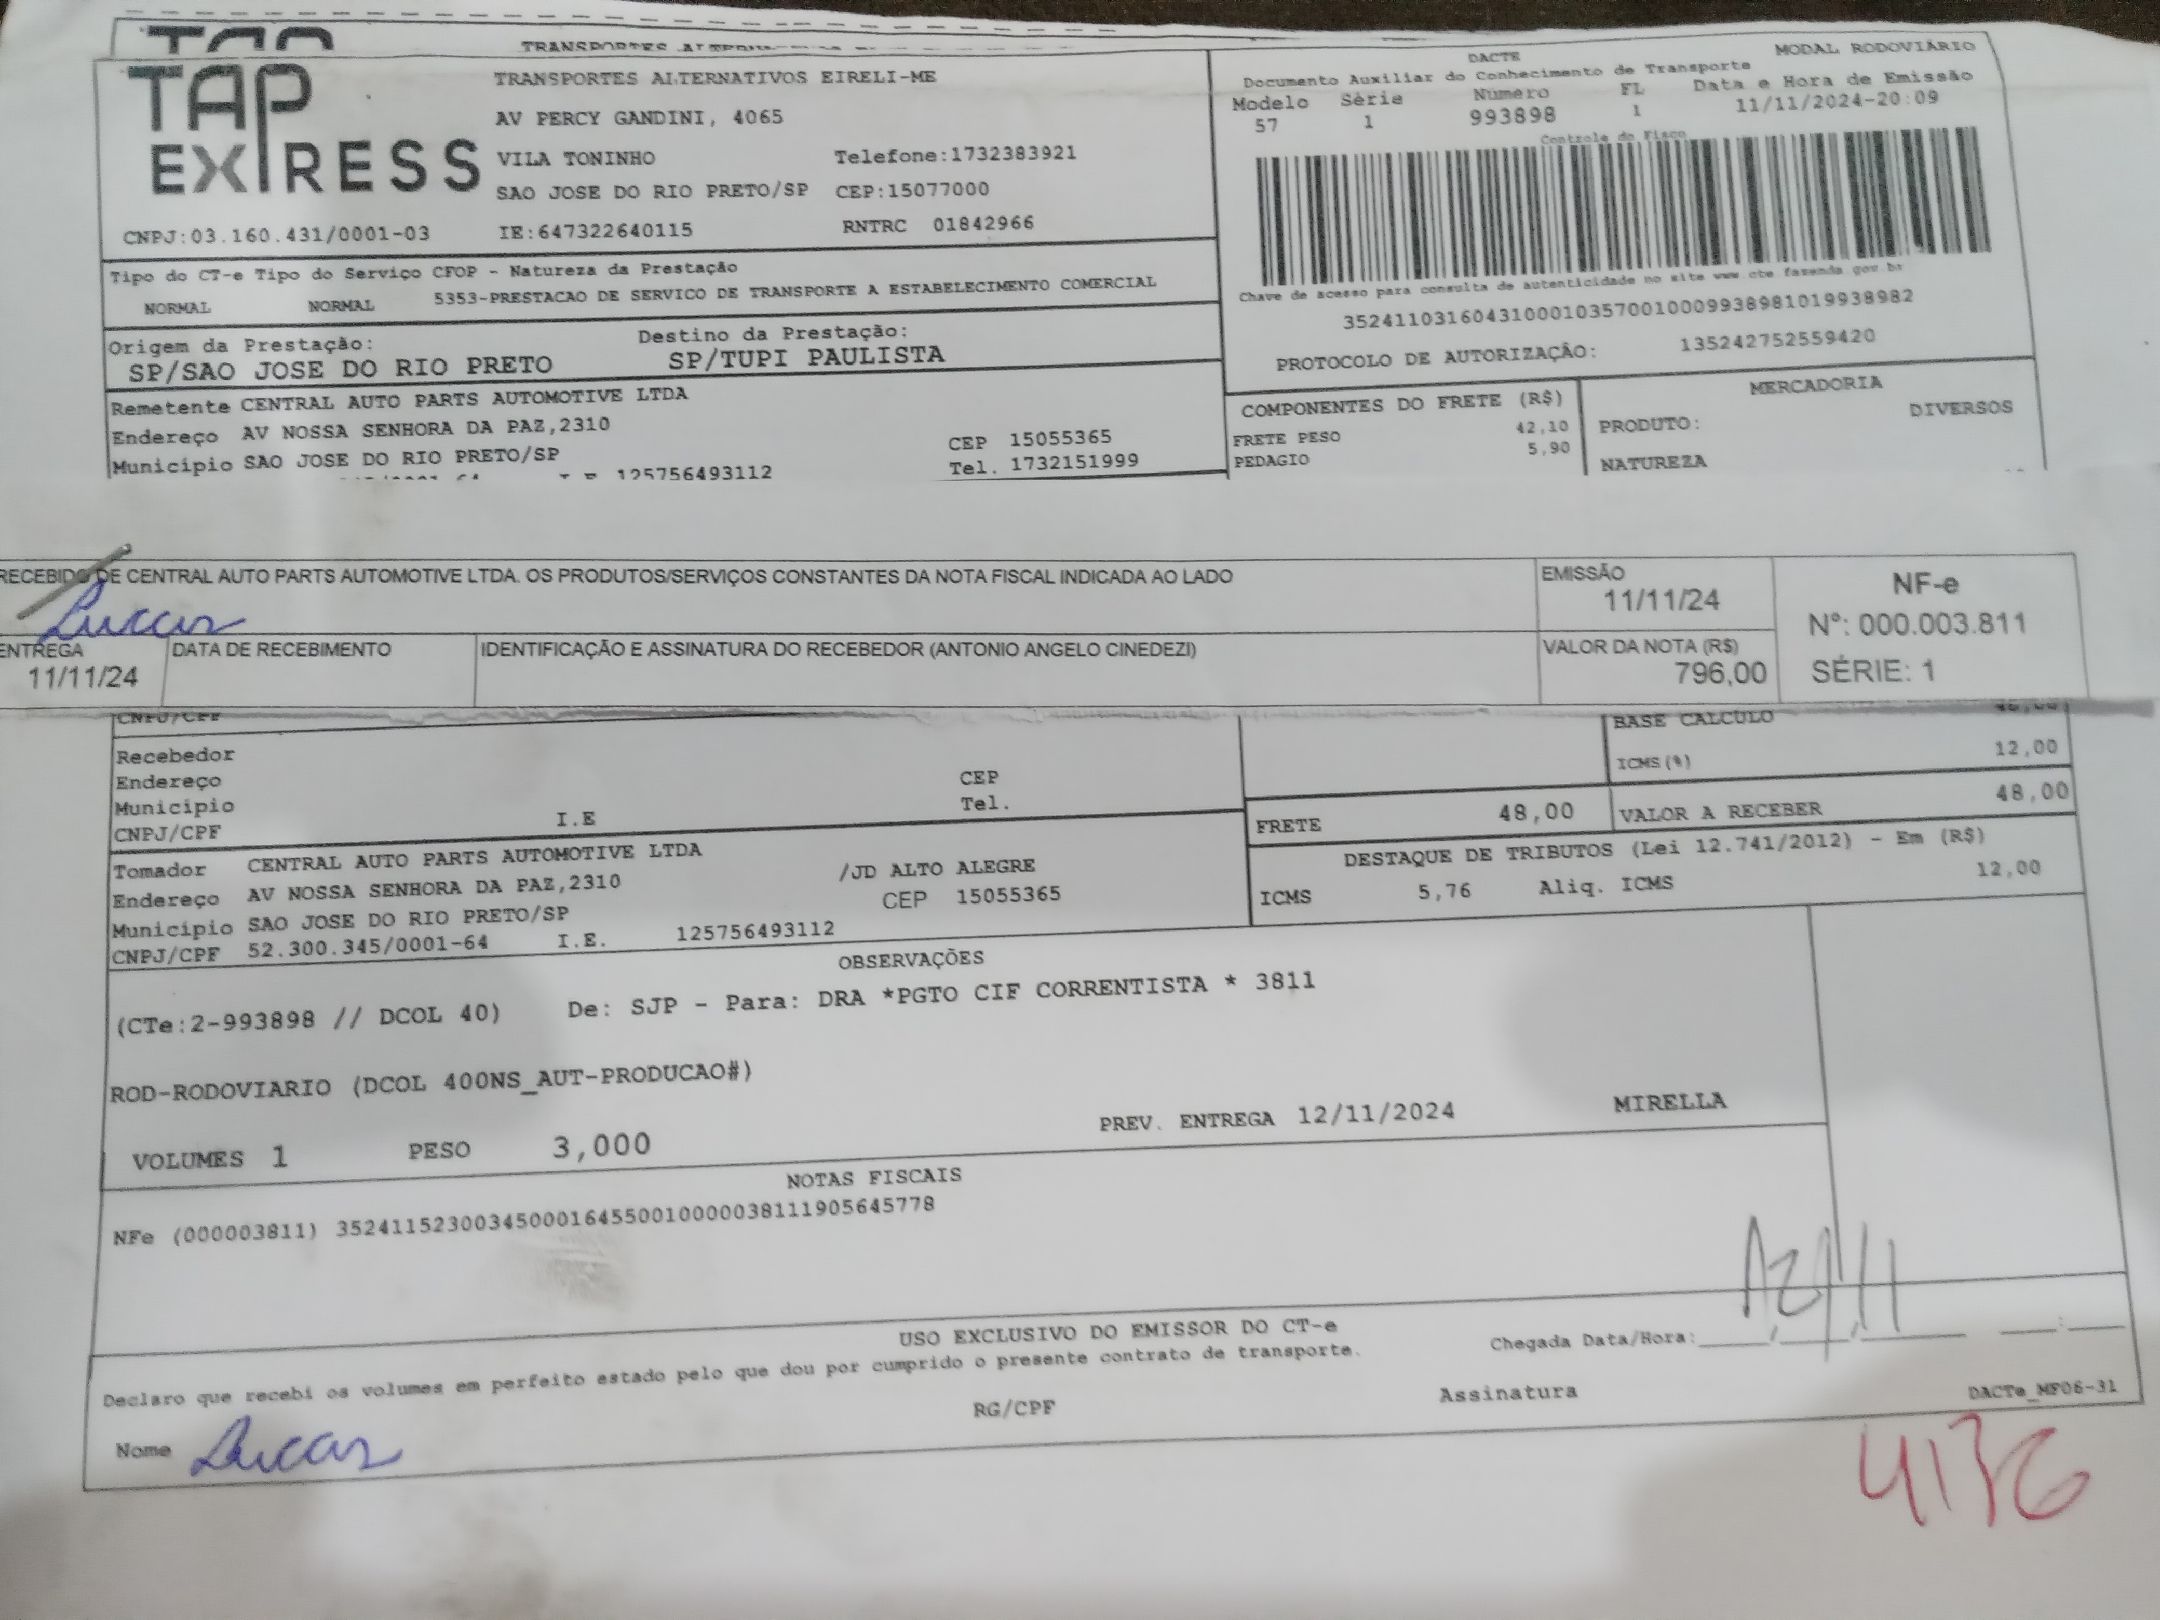 TRANSPORTES
TAP
EXPRESS
TRANSPORTES ALTERNATIVOS EIRELI-ME
AV PERCY GANDINI, 4065
VILA TONINHO Telefone:1732383921
SAO JOSE DO RIO PRETO/SP CEP:15077000
CNPJ:03.160.431/0001-03 IE:647322640115 RNTRC 01842966
DACTE MODAL RODOVIÁRIO
Documento Auxiliar do Conhecimento de Transporte
Modelo Série Número FL Data e Hora de Emissão
57 1 993898 1 11/11/2024-20:09
Controle do Fisco
Chave de acesso para consulta de autenticidade no site www.cte.fazenda.gov.br
35241103160431000103570010009938981019938982
PROTOCOLO DE AUTORIZAÇÃO: 135242752559420
Tipo do CT-e Tipo do Serviço CFOP - Natureza da Prestação
NORMAL NORMAL 5353-PRESTACAO DE SERVICO DE TRANSPORTE A ESTABELECIMENTO COMERCIAL
Origem da Prestação: Destino da Prestação:
SP/SAO JOSE DO RIO PRETO SP/TUPI PAULISTA
Remetente CENTRAL AUTO PARTS AUTOMOTIVE LTDA
Endereço AV NOSSA SENHORA DA PAZ,2310 CEP 15055365
Município SAO JOSE DO RIO PRETO/SP Tel. 1732151999
125756493112
COMPONENTES DO FRETE (R$)
FRETE PESO 42,10
PEDAGIO 5,90
MERCADORIA
PRODUTO: DIVERSOS
NATUREZA
RECEBIDO DE CENTRAL AUTO PARTS AUTOMOTIVE LTDA. OS PRODUTOS/SERVIÇOS CONSTANTES DA NOTA FISCAL INDICADA AO LADO
Lucas
ENTREGA DATA DE RECEBIMENTO IDENTIFICAÇÃO E ASSINATURA DO RECEBEDOR (ANTONIO ANGELO CINEDEZI)
11/11/24
EMISSÃO
11/11/24
VALOR DA NOTA (R$)
796,00
NF-e
Nº: 000.003.811
SÉRIE: 1
CNPJ/CPF
Recebedor
Endereço CEP
Município Tel.
CNPJ/CPF I.E
BASE CALCULO 48,00
ICMS(%) 12,00
FRETE 48,00 VALOR A RECEBER 48,00
DESTAQUE DE TRIBUTOS (Lei 12.741/2012) - Em (R$)
ICMS 5,76 Aliq. ICMS 12,00
Tomador CENTRAL AUTO PARTS AUTOMOTIVE LTDA
Endereço AV NOSSA SENHORA DA PAZ,2310 /JD ALTO ALEGRE
Município SAO JOSE DO RIO PRETO/SP CEP 15055365
CNPJ/CPF 52.300.345/0001-64 I.E. 125756493112
OBSERVAÇÕES
(CTe:2-993898 // DCOL 40) De: SJP - Para: DRA *PGTO CIF CORRENTISTA * 3811
ROD-RODOVIARIO (DCOL 400NS_AUT-PRODUCAO#)
PREV. ENTREGA 12/11/2024 MIRELLA
VOLUMES 1 PESO 3,000
NOTAS FISCAIS
NFe (000003811) 35241152300345000164550010000038111905645778
USO EXCLUSIVO DO EMISSOR DO CT-e
Declaro que recebi os volumes em perfeito estado pelo que dou por cumprido o presente contrato de transporte.
Chegada Data/Hora:
RG/CPF Assinatura DACTe_MF06-31
Nome Lucas
4136